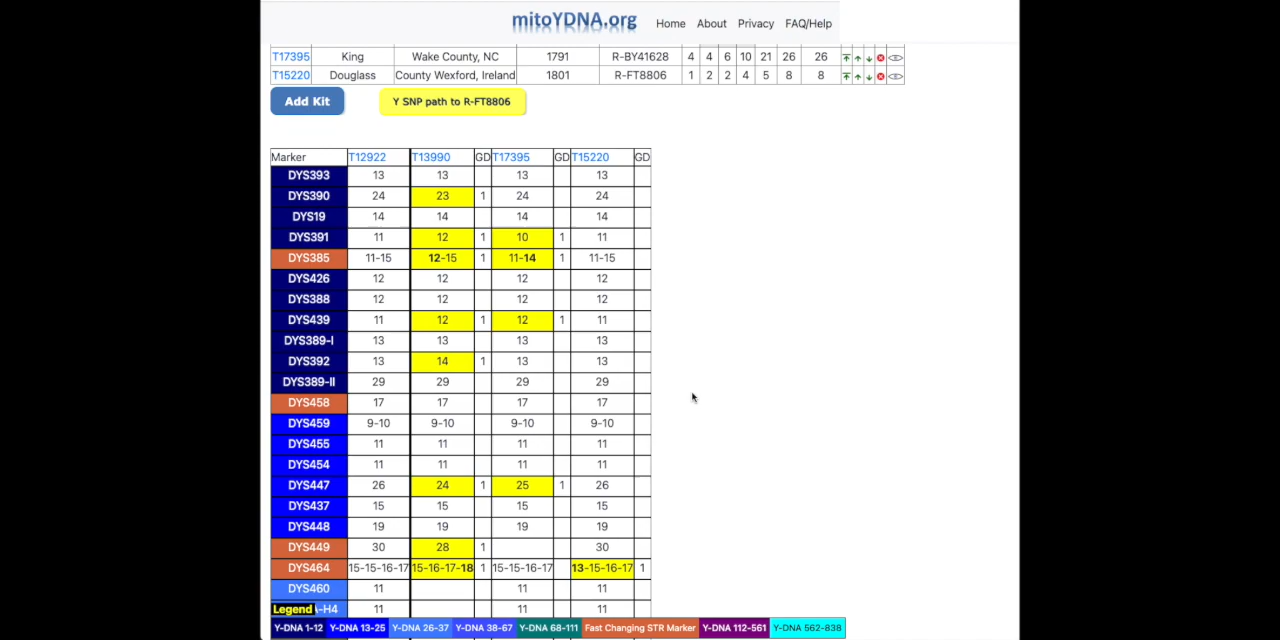 mitoYDNA.org Home About Privacy FAQ/Help
T17395 King Wake County, NC 1791 R-BY41628 4 4 6 10 21 26 26
T15220 Douglass County Wexford, Ireland 1801 R-FT8806 1 2 2 4 5 8 8
Add Kit Y SNP path to R-FT8806
Marker T12922 T13990 GD T17395 GD T15220 GD
DYS393 13 13 13 13
DYS390 24 23 1 24 24
DYS19 14 14 14 14
DYS391 11 12 1 10 1 11
DYS385 11-15 12-15 1 11-14 1 11-15
DYS426 12 12 12 12
DYS388 12 12 12 12
DYS439 11 12 1 12 1 11
DYS389-I 13 13 13 13
DYS392 13 14 1 13 13
DYS389-II 29 29 29 29
DYS458 17 17 17 17
DYS459 9-10 9-10 9-10 9-10
DYS455 11 11 11 11
DYS454 11 11 11 11
DYS447 26 24 1 25 1 26
DYS437 15 15 15 15
DYS448 19 19 19 19
DYS449 30 28 1 30
DYS464 15-15-16-17 15-16-17-18 1 15-15-16-17 13-15-16-17 1
DYS460 11 11 11
Legend -H4 11 11 11
Y-DNA 1-12 Y-DNA 13-25 Y-DNA 26-37 Y-DNA 38-67 Y-DNA 68-111 Fast Changing STR Marker Y-DNA 112-561 Y-DNA 562-838